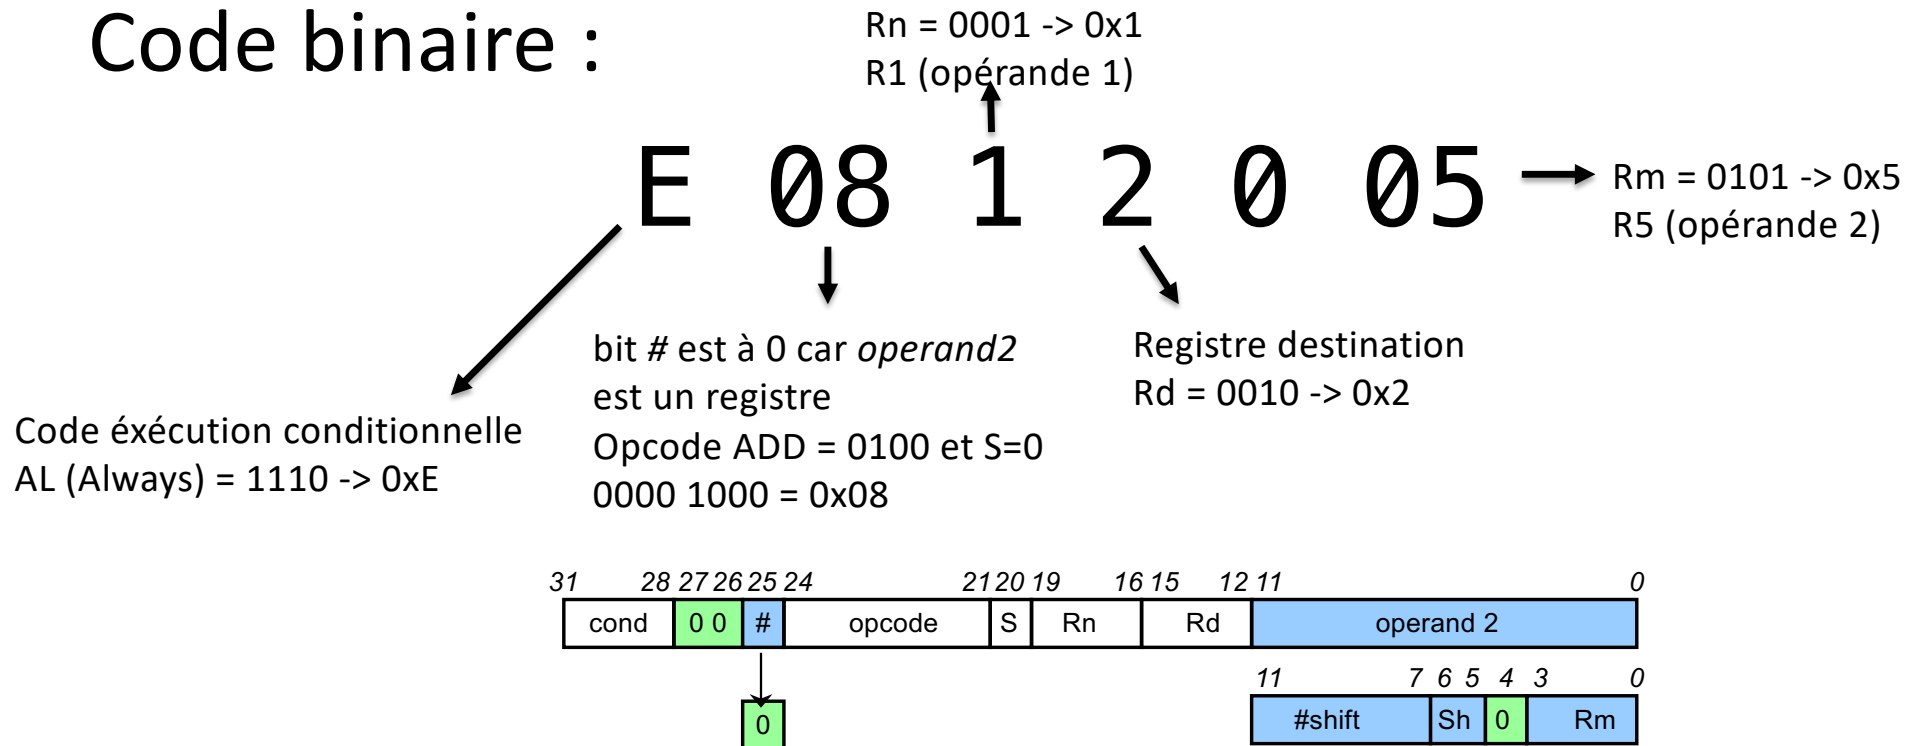 Code binaire :
Rn = 0001 -> 0x1
R1 (opérande 1)
E 08 1 2 0 05
Rm = 0101 -> 0x5
R5 (opérande 2)
bit # est à 0 car operand2
est un registre
Opcode ADD = 0100 et S=0
0000 1000 = 0x08
Registre destination
Rd = 0010 -> 0x2
Code éxécution conditionnelle
AL (Always) = 1110 -> 0xE
31 28 27 26 25 24 21 20 19 16 15 12 11 0
cond 0 0 # opcode S Rn Rd operand 2
11 7 6 5 4 3 0
0 #shift Sh 0 Rm